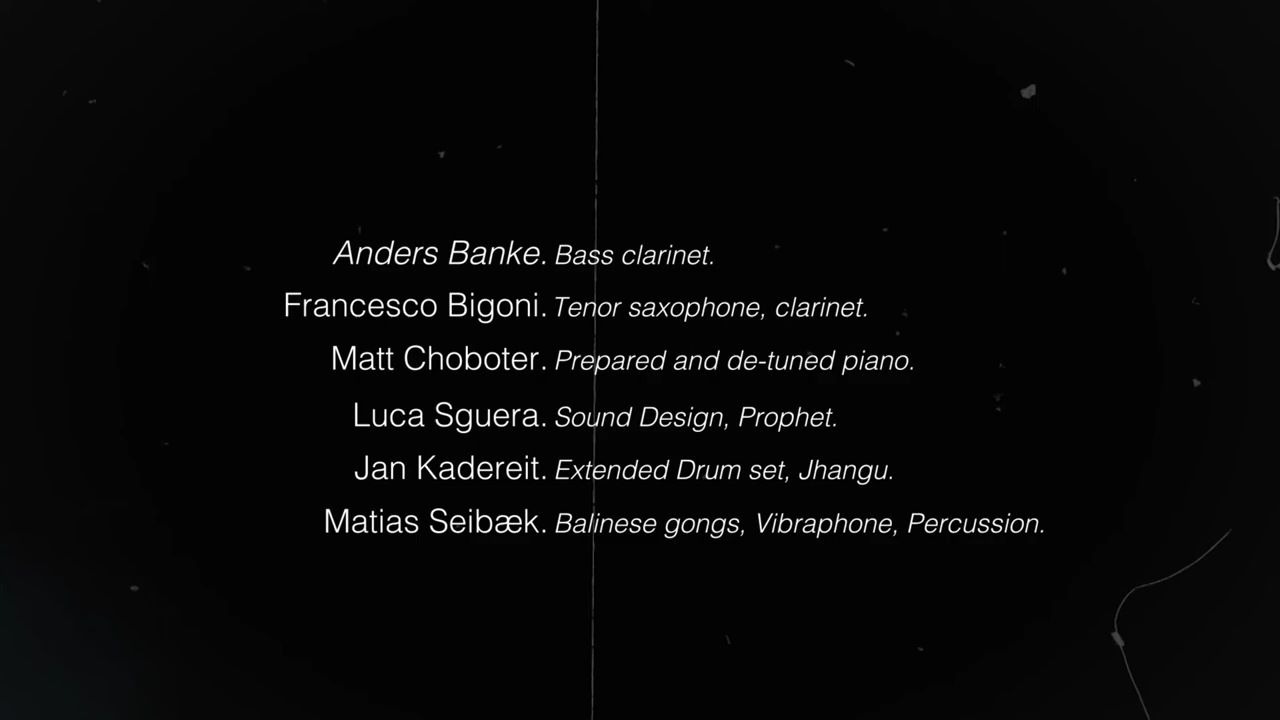 Anders Banke. Bass clarinet.
Francesco Bigoni. Tenor saxophone, clarinet.
Matt Choboter. Prepared and de-tuned piano.
Luca Sguera. Sound Design, Prophet.
Jan Kadereit. Extended Drum set, Jhangu.
Matias Seibæk. Balinese gongs, Vibraphone, Percussion.